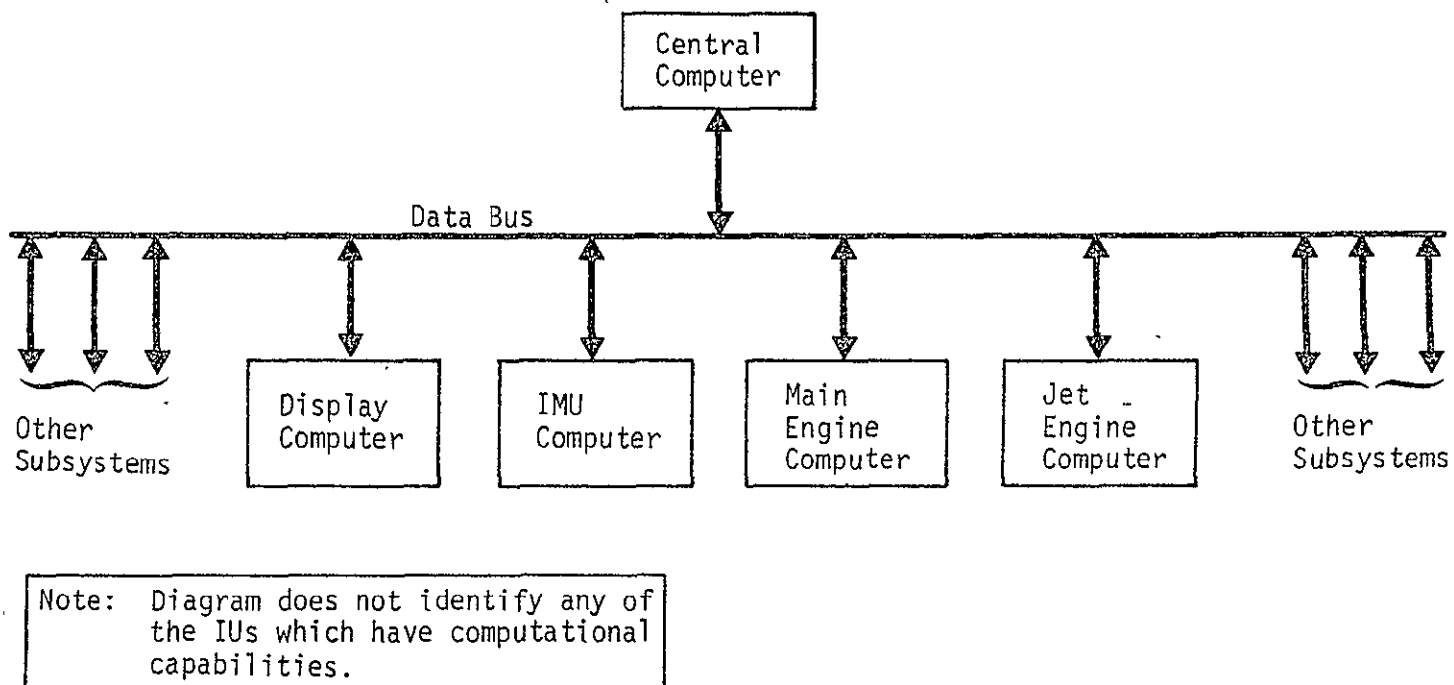 Central
Computer
Data Bus
Other
Subsystems
Display
Computer
IMU
Computer
Main
Engine
Computer
Jet
Engine
Computer
Other
Subsystems
Note: Diagram does not identify any of
the IUs which have computational
capabilities.